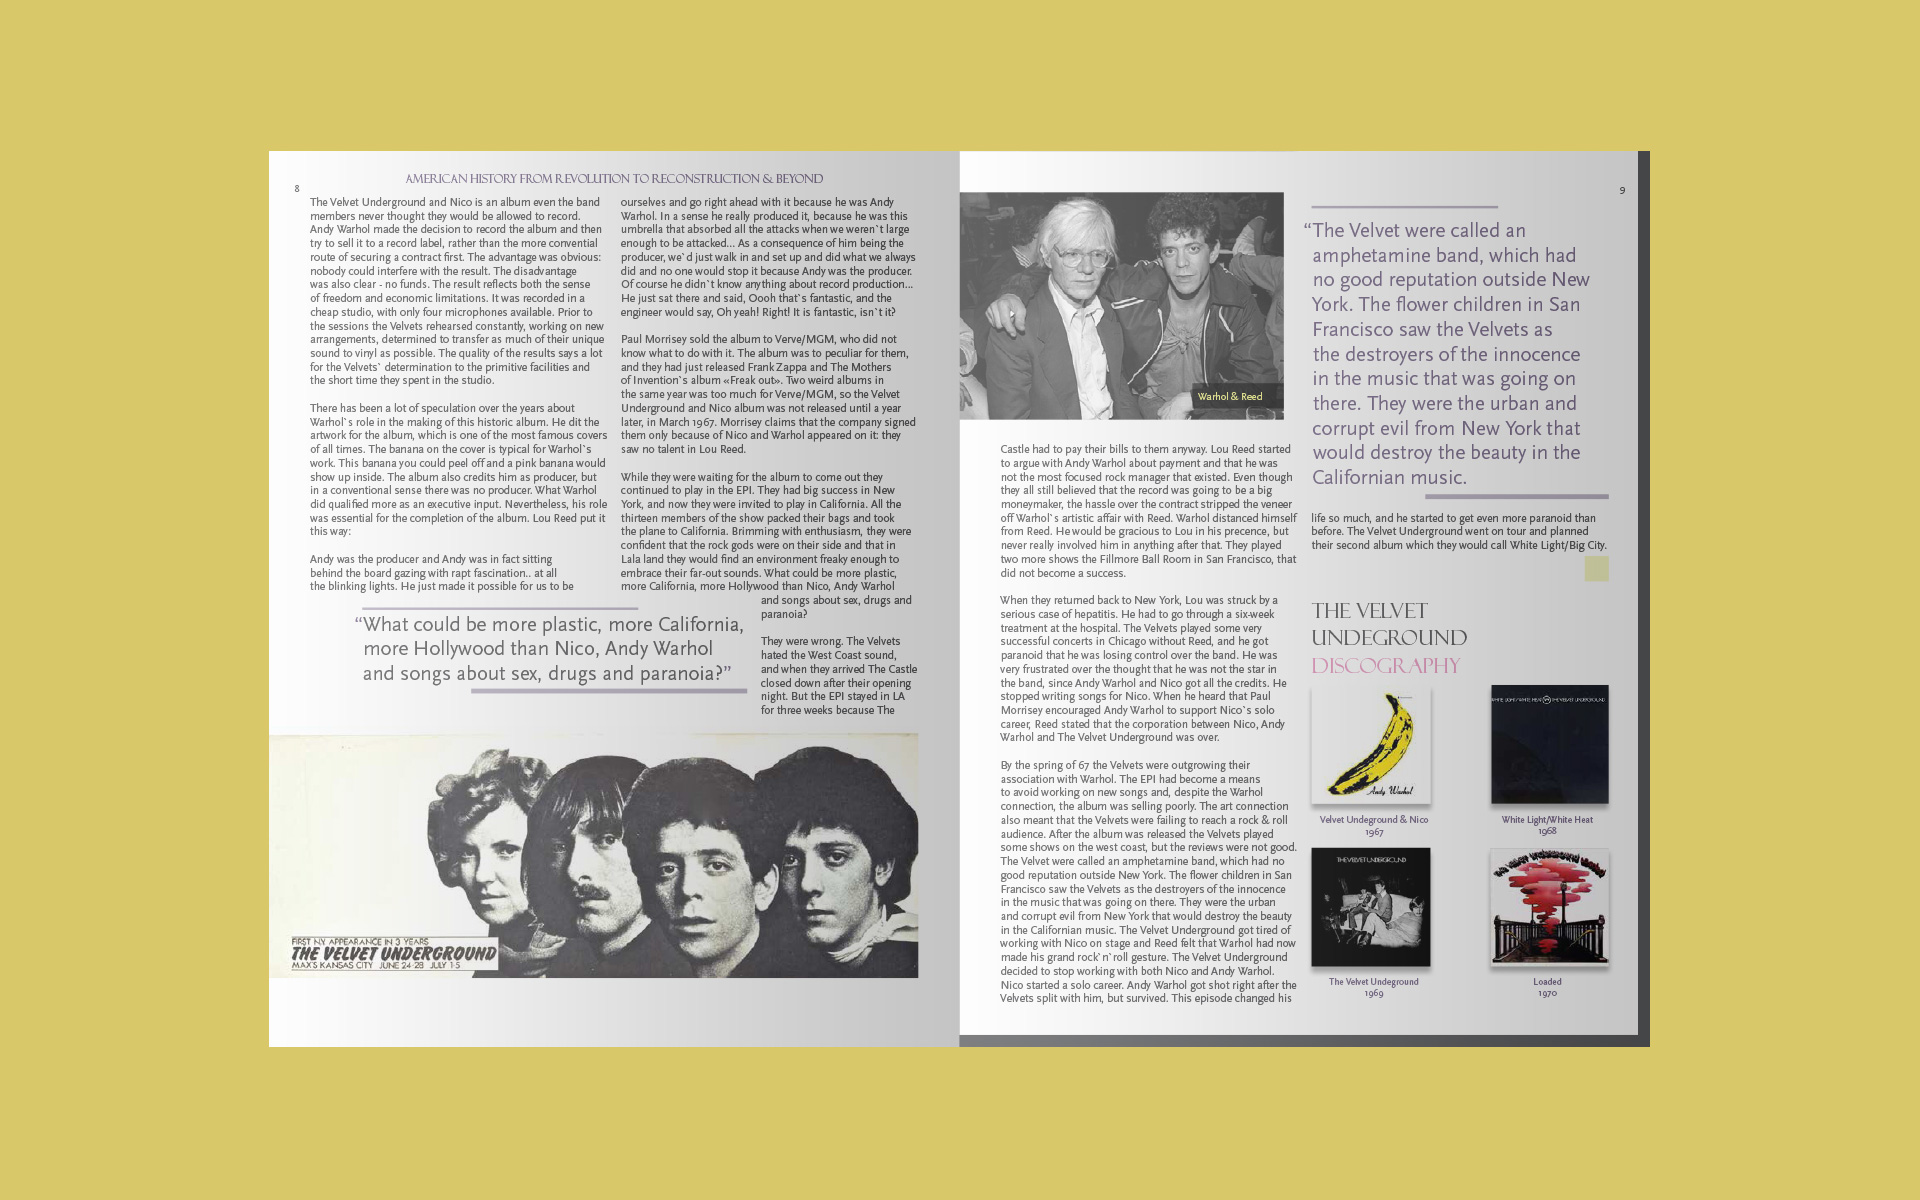 8
AMERICAN HISTORY FROM REVOLUTION TO RECONSTRUCTION & BEYOND
The Velvet Underground and Nico is an album even the band
members never thought they would be allowed to record.
Andy Warhol made the decision to record the album and then
try to sell it to a record label, rather than the more convential
route of securing a contract first. The advantage was obvious:
nobody could interfere with the result. The disadvantage
was also clear - no funds. The result reflects both the sense
of freedom and economic limitations. It was recorded in a
cheap studio, with only four microphones available. Prior to
the sessions the Velvets rehearsed constantly, working on new
arrangements, determined to transfer as much of their unique
sound to vinyl as possible. The quality of the results says a lot
for the Velvets` determination to the primitive facilities and
the short time they spent in the studio.
There has been a lot of speculation over the years about
Warhol`s role in the making of this historic album. He dit the
artwork for the album, which is one of the most famous covers
of all times. The banana on the cover is typical for Warhol`s
work. This banana you could peel off and a pink banana would
show up inside. The album also credits him as producer, but
in a conventional sense there was no producer. What Warhol
did qualified more as an executive input. Nevertheless, his role
was essential for the completion of the album. Lou Reed put it
this way:
Andy was the producer and Andy was in fact sitting
behind the board gazing with rapt fascination.. at all
the blinking lights. He just made it possible for us to be
ourselves and go right ahead with it because he was Andy
Warhol. In a sense he really produced it, because he was this
umbrella that absorbed all the attacks when we weren`t large
enough to be attacked... As a consequence of him being the
producer, we`d just walk in and set up and did what we always
did and no one would stop it because Andy was the producer.
Of course he didn`t know anything about record production...
He just sat there and said, Oooh that`s fantastic, and the
engineer would say, Oh yeah! Right! It is fantastic, isn`t it?
Paul Morrisey sold the album to Verve/MGM, who did not
know what to do with it. The album was to peculiar for them,
and they had just released Frank Zappa and The Mothers
of Invention`s album «Freak out». Two weird albums in
the same year was too much for Verve/MGM, so the Velvet
Underground and Nico album was not released until a year
later, in March 1967. Morrisey claims that the company signed
them only because of Nico and Warhol appeared on it: they
saw no talent in Lou Reed.
While they were waiting for the album to come out they
continued to play in the EPI. They had big success in New
York, and now they were invited to play in California. All the
thirteen members of the show packed their bags and took
the plane to California. Brimming with enthusiasm, they were
confident that the rock gods were on their side and that in
Lala land they would find an environment freaky enough to
embrace their far-out sounds. What could be more plastic,
more California, more Hollywood than Nico, Andy Warhol
and songs about sex, drugs and
paranoia?
They were wrong. The Velvets
hated the West Coast sound,
and when they arrived The Castle
closed down after their opening
night. But the EPI stayed in LA
for three weeks because The
“What could be more plastic, more California,
more Hollywood than Nico, Andy Warhol
and songs about sex, drugs and paranoia?”
FIRST N.Y. APPEARANCE IN 3 YEARS
THE VELVET UNDERGROUND
MAX'S KANSAS CITY JUNE 24-28 JULY 1-5
9
Warhol & Reed
Castle had to pay their bills to them anyway. Lou Reed started
to argue with Andy Warhol about payment and that he was
not the most focused rock manager that existed. Even though
they all still believed that the record was going to be a big
moneymaker, the hassle over the contract stripped the veneer
off Warhol`s artistic affair with Reed. Warhol distanced himself
from Reed. He would be gracious to Lou in his precence, but
never really involved him in anything after that. They played
two more shows the Fillmore Ball Room in San Francisco, that
did not become a success.
When they returned back to New York, Lou was struck by a
serious case of hepatitis. He had to go through a six-week
treatment at the hospital. The Velvets played some very
successful concerts in Chicago without Reed, and he got
paranoid that he was losing control over the band. He was
very frustrated over the thought that he was not the star in
the band, since Andy Warhol and Nico got all the credits. He
stopped writing songs for Nico. When he heard that Paul
Morrisey encouraged Andy Warhol to support Nico`s solo
career, Reed stated that the corporation between Nico, Andy
Warhol and The Velvet Underground was over.
By the spring of 67 the Velvets were outgrowing their
association with Warhol. The EPI had become a means
to avoid working on new songs and, despite the Warhol
connection, the album was selling poorly. The art connection
also meant that the Velvets were failing to reach a rock & roll
audience. After the album was released the Velvets played
some shows on the west coast, but the reviews were not good.
The Velvet were called an amphetamine band, which had no
good reputation outside New York. The flower children in San
Francisco saw the Velvets as the destroyers of the innocence
in the music that was going on there. They were the urban
and corrupt evil from New York that would destroy the beauty
in the Californian music. The Velvet Underground got tired of
working with Nico on stage and Reed felt that Warhol had now
made his grand rock`n`roll gesture. The Velvet Underground
decided to stop working with both Nico and Andy Warhol.
Nico started a solo career. Andy Warhol got shot right after the
Velvets split with him, but survived. This episode changed his
“The Velvet were called an
amphetamine band, which had
no good reputation outside New
York. The flower children in San
Francisco saw the Velvets as
the destroyers of the innocence
in the music that was going on
there. They were the urban and
corrupt evil from New York that
would destroy the beauty in the
Californian music.
life so much, and he started to get even more paranoid than
before. The Velvet Underground went on tour and planned
their second album which they would call White Light/Big City.
THE VELVET
UNDEGROUND
DISCOGRAPHY
Andy Warhol
Velvet Underground & Nico
1967
WHITE LIGHT/WHITE HEAT THE VELVET UNDERGROUND
White Light/White Heat
1968
THE VELVET UNDERGROUND
The Velvet Undeground
1969
Loaded
1970